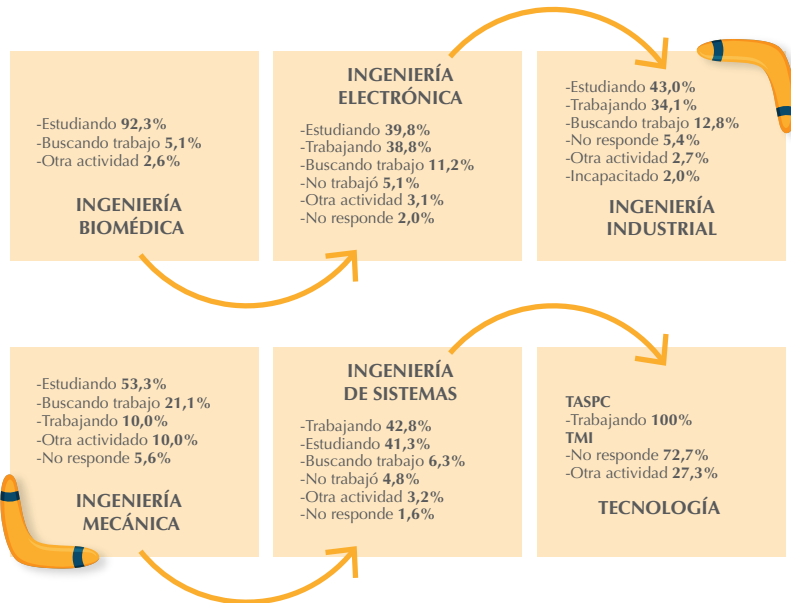 -Estudiando 92,3%
-Buscando trabajo 5,1%
-Otra actividad 2,6%
INGENIERÍA
BIOMÉDICA
INGENIERÍA
ELECTRÓNICA
-Estudiando 39,8%
-Trabajando 38,8%
-Buscando trabajo 11,2%
-No trabajó 5,1%
-Otra actividad 3,1%
-No responde 2,0%
-Estudiando 43,0%
-Trabajando 34,1%
-Buscando trabajo 12,8%
-No responde 5,4%
-Otra actividad 2,7%
-Incapacitado 2,0%
INGENIERÍA
INDUSTRIAL
-Estudiando 53,3%
-Buscando trabajo 21,1%
-Trabajando 10,0%
-Otra actividado 10,0%
-No responde 5,6%
INGENIERÍA
MECÁNICA
INGENIERÍA
DE SISTEMAS
-Trabajando 42,8%
-Estudiando 41,3%
-Buscando trabajo 6,3%
-No trabajó 4,8%
-Otra actividad 3,2%
-No responde 1,6%
TASPC
-Trabajando 100%
TMI
-No responde 72,7%
-Otra actividad 27,3%
TECNOLOGÍA